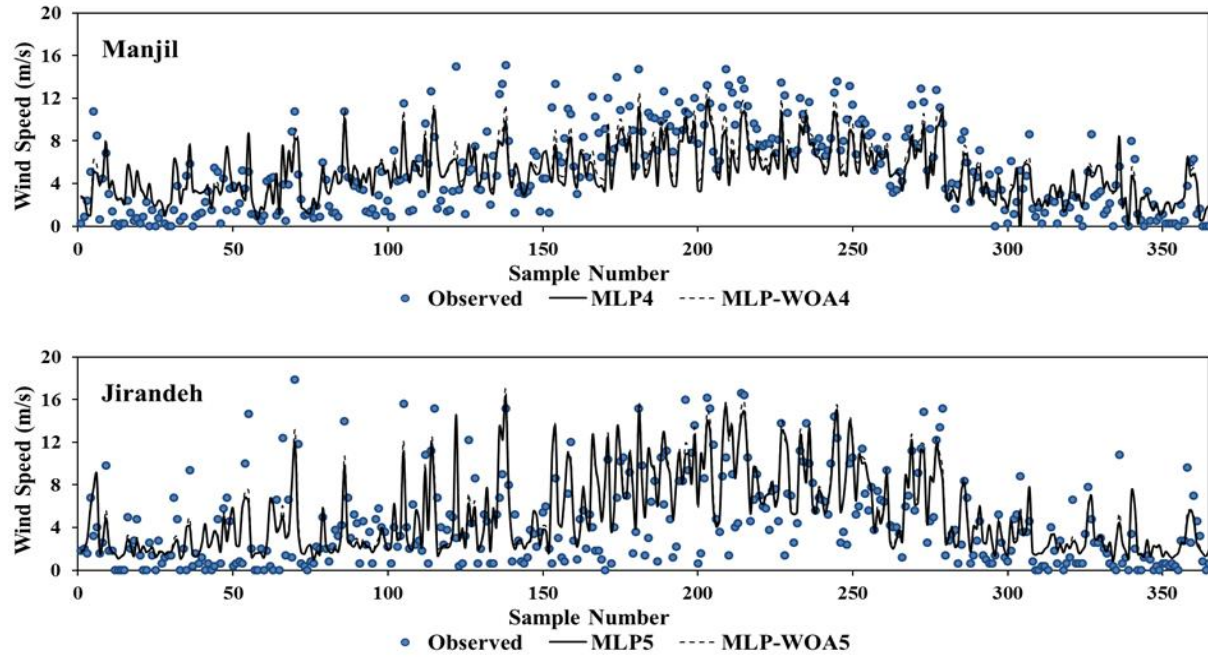 Manjil
Wind Speed (m/s)
20
16
12
8
4
0
0 50 100 150 200 250 300 350
Sample Number
Observed MLP4 MLP-WOA4
Jirandeh
Wind Speed (m/s)
20
16
12
8
4
0
0 50 100 150 200 250 300 350
Sample Number
Observed MLP5 MLP-WOA5